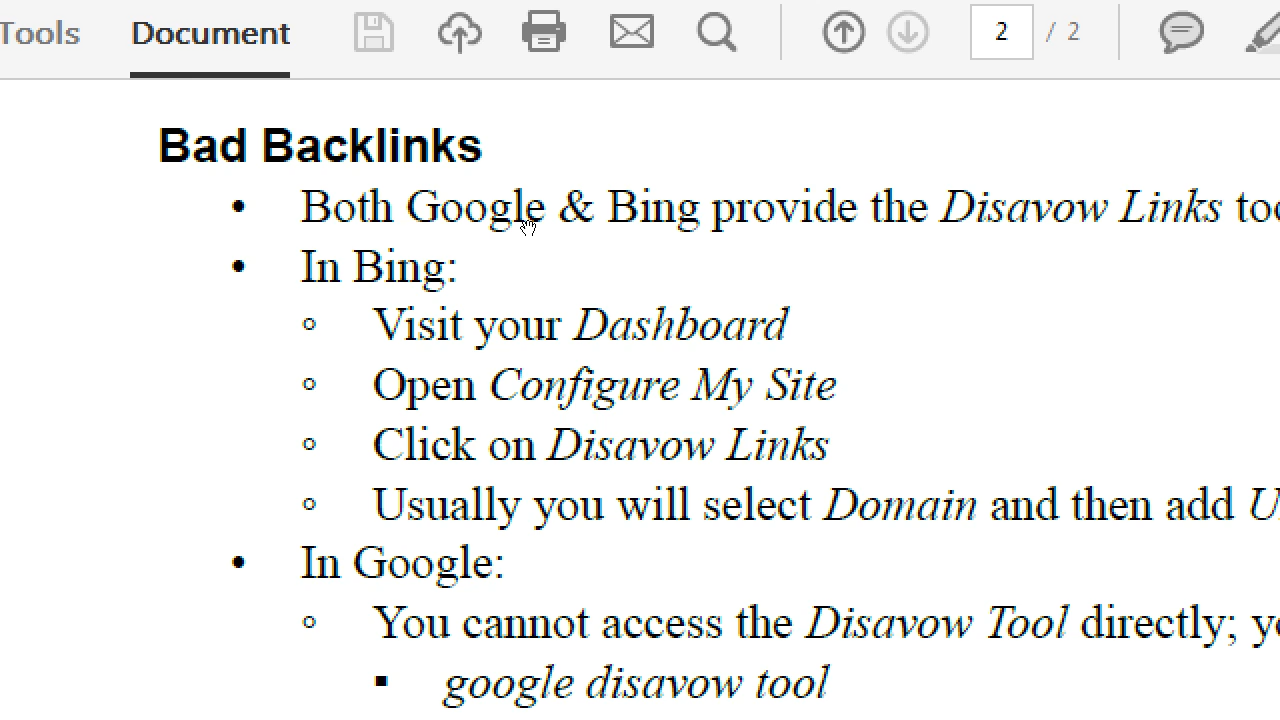 Tools Document 2 / 2
Bad Backlinks
• Both Google & Bing provide the Disavow Links
• In Bing:
○ Visit your Dashboard
○ Open Configure My Site
○ Click on Disavow Links
○ Usually you will select Domain and then add
• In Google:
○ You cannot access the Disavow Tool directly;
▪ google disavow tool